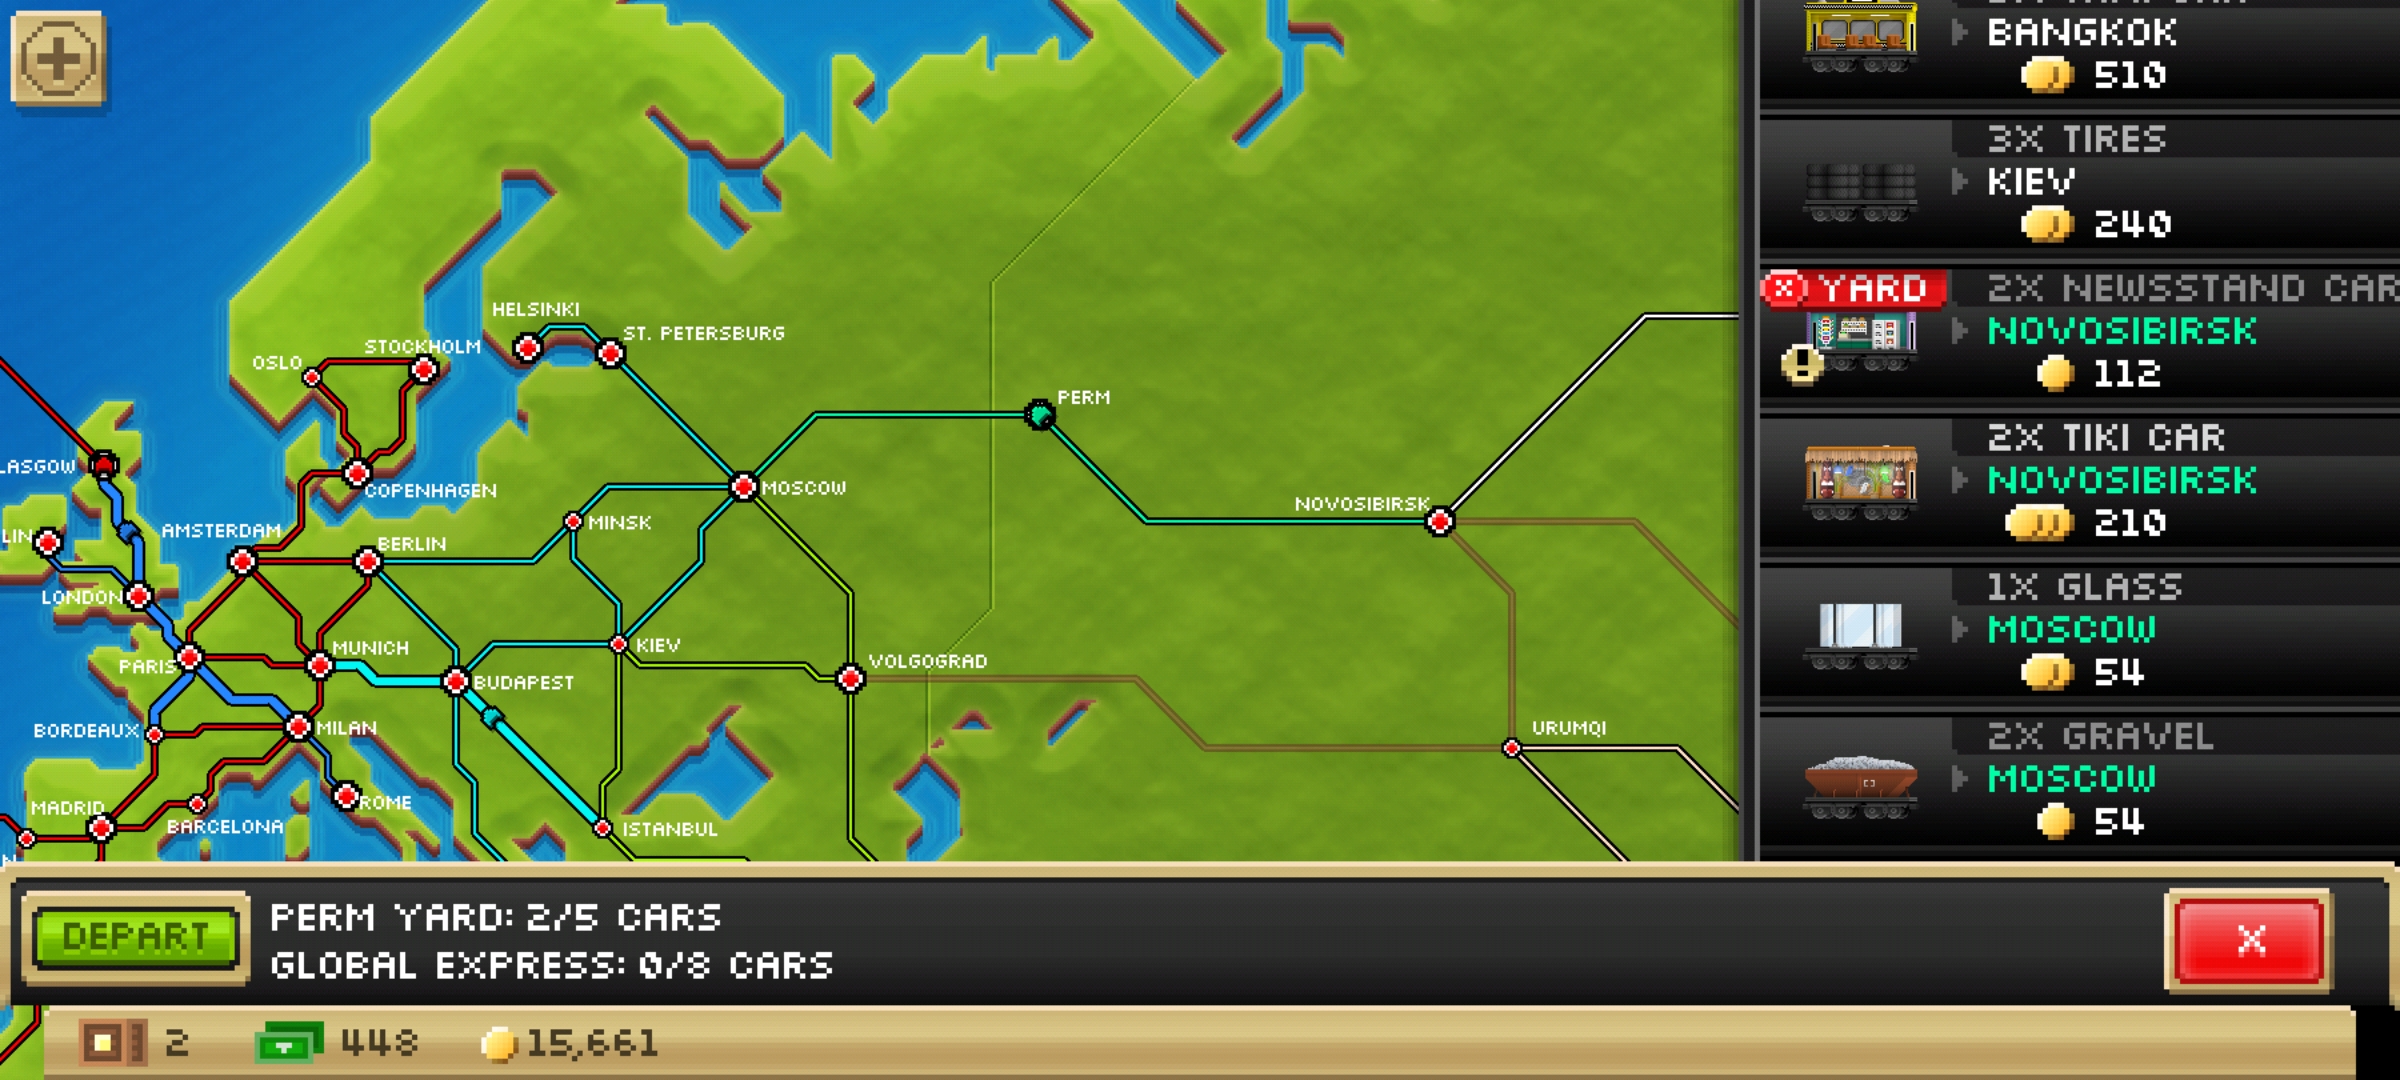 BANGKOK
510
3X TIRES
KIEV
240
YARD
2X NEWSSTAND CAR
NOVOSIBIRSK
112
2X TIKI CAR
NOVOSIBIRSK
210
1X GLASS
MOSCOW
54
2X GRAVEL
MOSCOW
54
HELSINKI
ST. PETERSBURG
STOCKHOLM
OSLO
PERM
LASGOW
COPENHAGEN
MOSCOW
NOVOSIBIRSK
MINSK
AMSTERDAM
BERLIN
LIN
LONDON
KIEV
MUNICH
PARIS
VOLGOGRAD
BUDAPEST
BORDEAUX
MILAN
URUMQI
ROME
MADRID
BARCELONA
ISTANBUL
N
DEPART
PERM YARD: 2/5 CARS
GLOBAL EXPRESS: 0/8 CARS
X
2
448
15,661